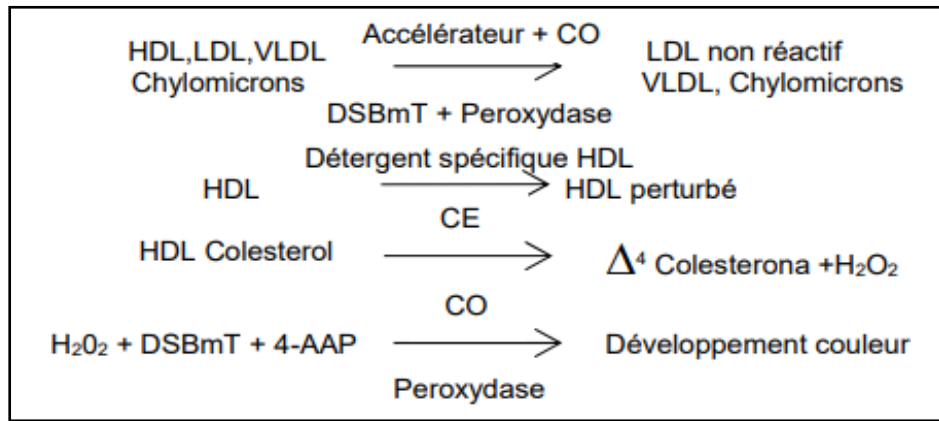 Accélérateur + CO
HDL,LDL,VLDL LDL non réactif
Chylomicrons VLDL, Chylomicrons
DSBmT + Peroxydase
Détergent spécifique HDL
HDL HDL perturbé
CE
HDL Colesterol Δ⁴ Colesterona +H₂O₂
CO
H₂0₂ + DSBmT + 4-AAP Développement couleur
Peroxydase